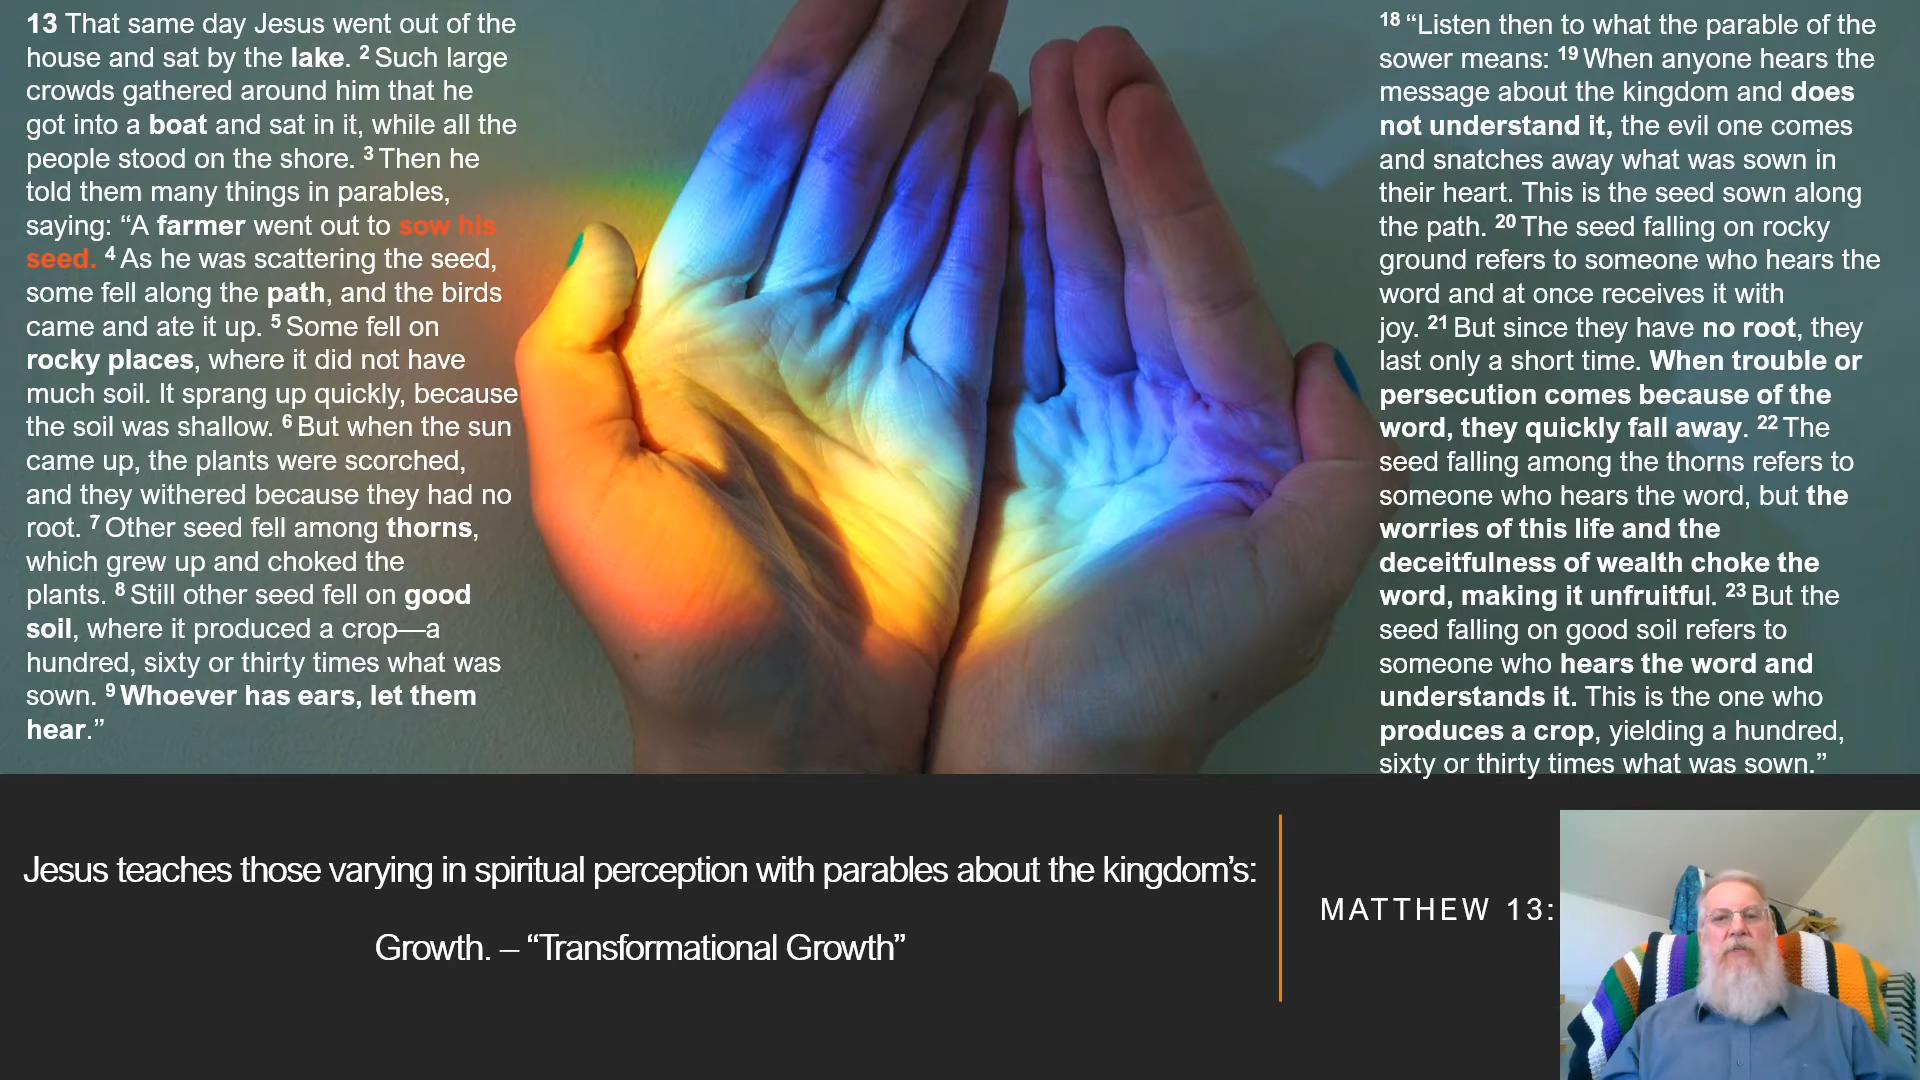 13 That same day Jesus went out of the
house and sat by the lake. 2 Such large
crowds gathered around him that he
got into a boat and sat in it, while all the
people stood on the shore. 3 Then he
told them many things in parables,
saying: “A farmer went out to sow his
seed. 4 As he was scattering the seed,
some fell along the path, and the birds
came and ate it up. 5 Some fell on
rocky places, where it did not have
much soil. It sprang up quickly, because
the soil was shallow. 6 But when the sun
came up, the plants were scorched,
and they withered because they had no
root. 7 Other seed fell among thorns,
which grew up and choked the
plants. 8 Still other seed fell on good
soil, where it produced a crop—a
hundred, sixty or thirty times what was
sown. 9 Whoever has ears, let them
hear.”
18 “Listen then to what the parable of the
sower means: 19 When anyone hears the
message about the kingdom and does
not understand it, the evil one comes
and snatches away what was sown in
their heart. This is the seed sown along
the path. 20 The seed falling on rocky
ground refers to someone who hears the
word and at once receives it with
joy. 21 But since they have no root, they
last only a short time. When trouble or
persecution comes because of the
word, they quickly fall away. 22 The
seed falling among the thorns refers to
someone who hears the word, but the
worries of this life and the
deceitfulness of wealth choke the
word, making it unfruitful. 23 But the
seed falling on good soil refers to
someone who hears the word and
understands it. This is the one who
produces a crop, yielding a hundred,
sixty or thirty times what was sown.”
Jesus teaches those varying in spiritual perception with parables about the kingdom’s:
Growth. – “Transformational Growth”
MATTHEW 13: